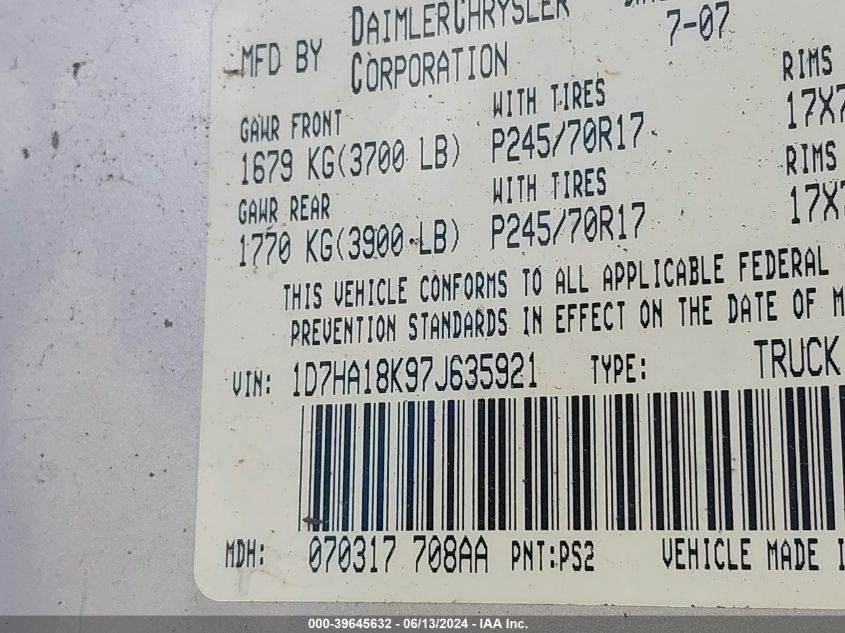 MFD BY DAIMLERCHRYSLER
CORPORATION
7-07
GAWR FRONT WITH TIRES RIMS
1679 KG(3700 LB) P245/70R17 17X7
GAWR REAR WITH TIRES RIMS
1770 KG(3900 LB) P245/70R17 17X7
THIS VEHICLE CONFORMS TO ALL APPLICABLE FEDERAL
PREVENTION STANDARDS IN EFFECT ON THE DATE OF M
VIN: 1D7HA18K97J635921 TYPE: TRUCK
MDH: 070317 708AA PNT:PS2 VEHICLE MADE I
000-39645632 - 06/13/2024 - IAA Inc.